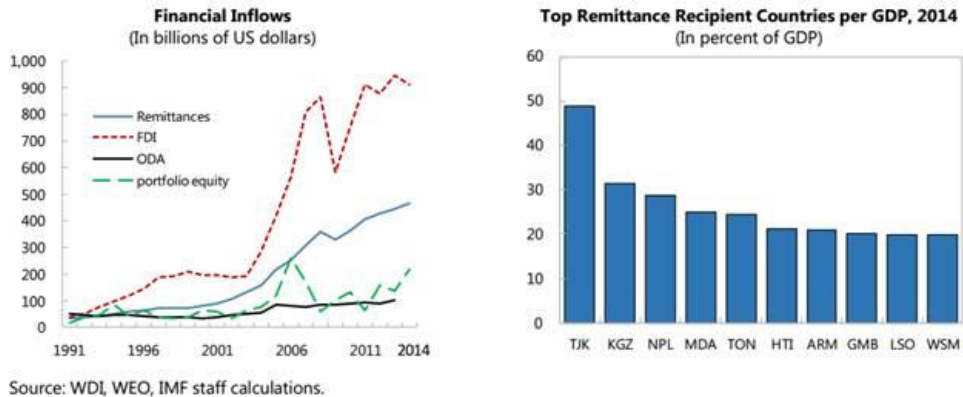 Financial Inflows
(In billions of US dollars)
1,000
900
800
700
600
500
400
300
200
100
0
Remittances
FDI
ODA
portfolio equity
1991 1996 2001 2006 2011 2014
Top Remittance Recipient Countries per GDP, 2014
(In percent of GDP)
60
50
40
30
20
10
0
TJK KGZ NPL MDA TON HTI ARM GMB LSO WSM
Source: WDI, WEO, IMF staff calculations.